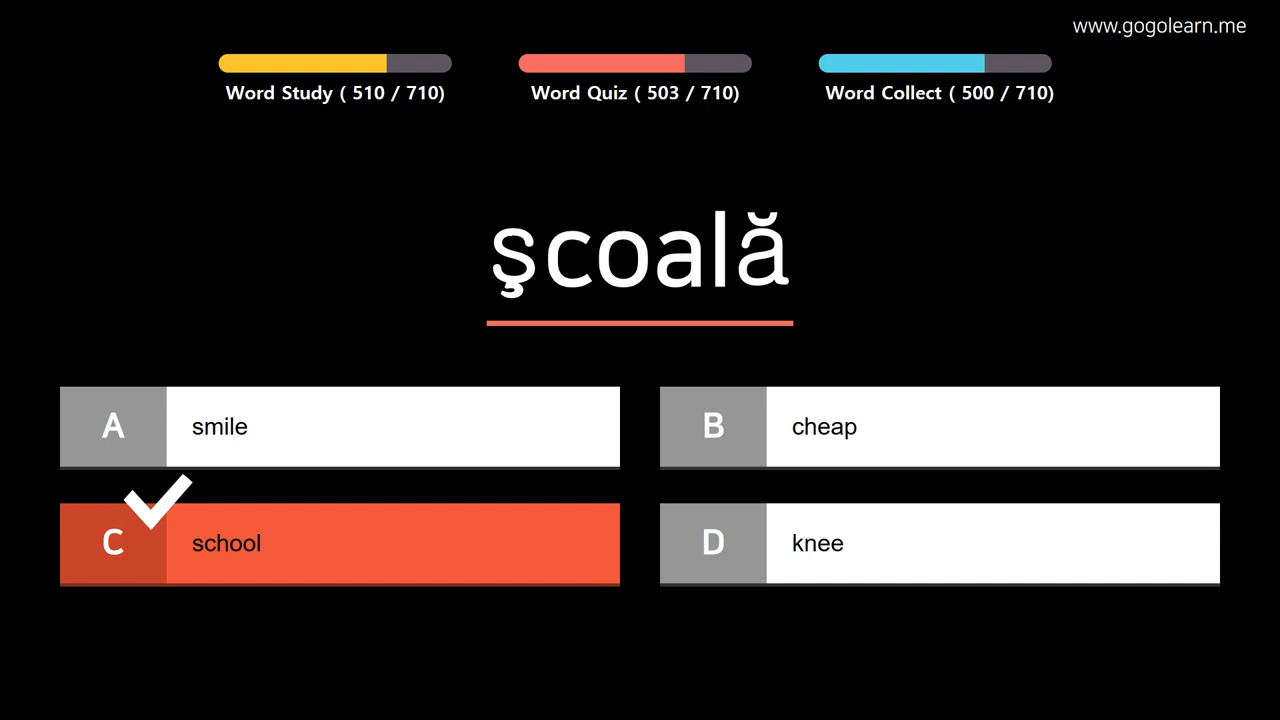 www.gogolearn.me
Word Study ( 510 / 710)
Word Quiz ( 503 / 710)
Word Collect ( 500 / 710)
şcoală
A smile
B cheap
C school
D knee